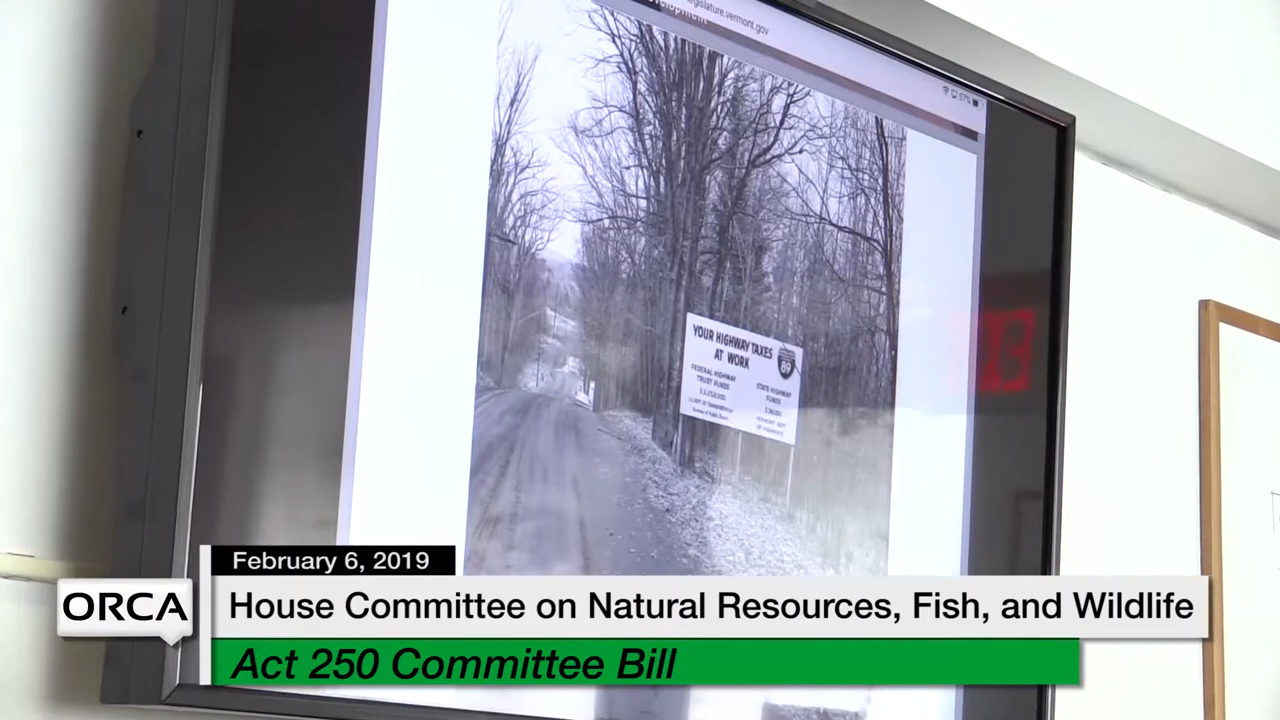 legislature.vermont.gov
57%
YOUR HIGHWAY TAXES
AT WORK
89
FEDERAL HIGHWAY
TRUST FUNDS
STATE HIGHWAY
FUNDS
February 6, 2019
ORCA
House Committee on Natural Resources, Fish, and Wildlife
Act 250 Committee Bill